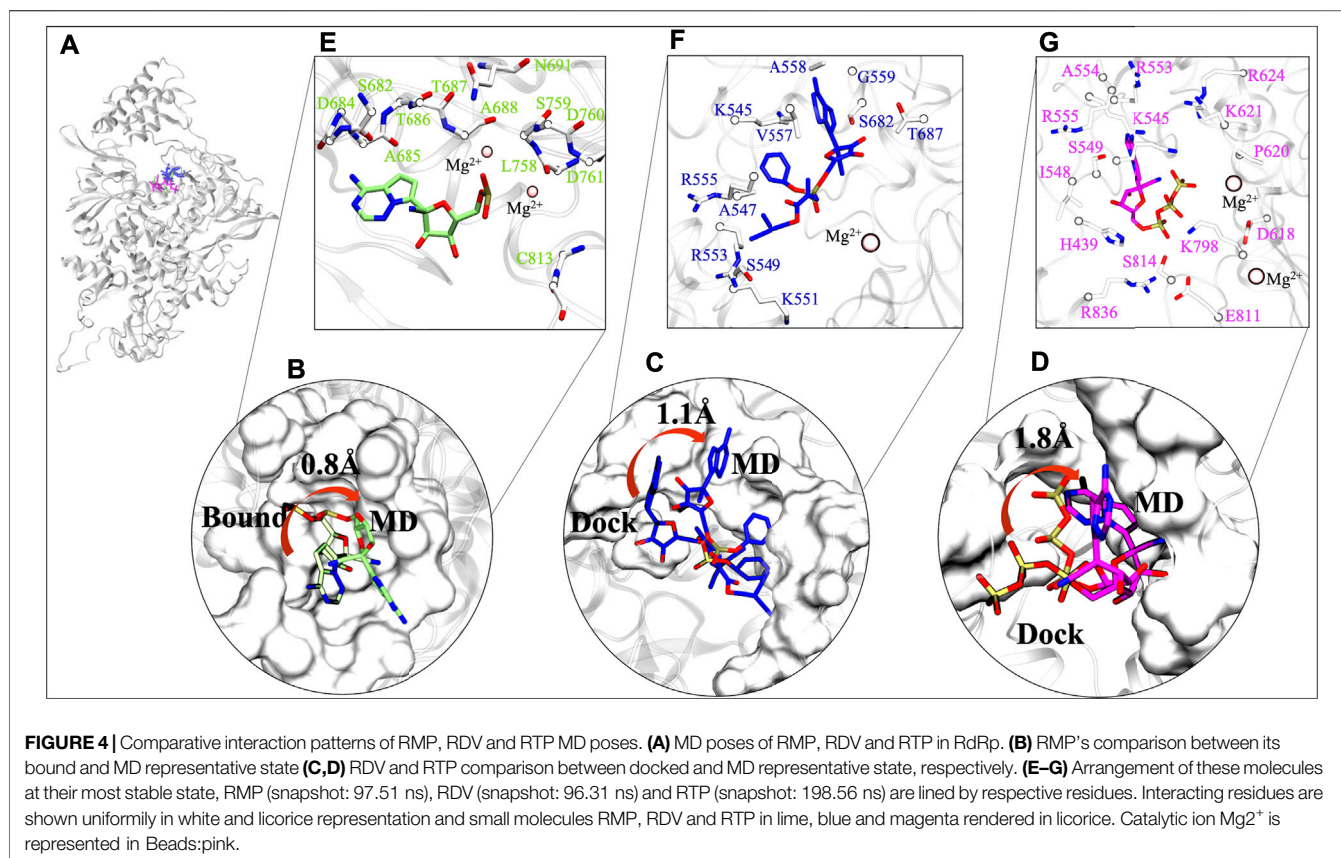 A
E
N691
S682
T687
D684
A688
S759
D760
T686
A685
L758
Mg²⁺
D761
Mg²⁺
C813
F
A558
G559
K545
V557
S682
T687
R555
A547
Mg²⁺
R553
S549
K551
G
A554
R553
R624
R555
K545
K621
S549
P620
I548
Mg²⁺
H439
K798
D618
S814
Mg²⁺
R836
E811
B
0.8Å
Bound
MD
C
1.1Å
MD
Dock
D
1.8Å
MD
Dock
FIGURE 4 | Comparative interaction patterns of RMP, RDV and RTP MD poses. (A) MD poses of RMP, RDV and RTP in RdRp. (B) RMP's comparison between its
bound and MD representative state (C,D) RDV and RTP comparison between docked and MD representative state, respectively. (E–G) Arrangement of these molecules
at their most stable state, RMP (snapshot: 97.51 ns), RDV (snapshot: 96.31 ns) and RTP (snapshot: 198.56 ns) are lined by respective residues. Interacting residues are
shown uniformily in white and licorice representation and small molecules RMP, RDV and RTP in lime, blue and magenta rendered in licorice. Catalytic ion Mg2⁺ is
represented in Beads:pink.